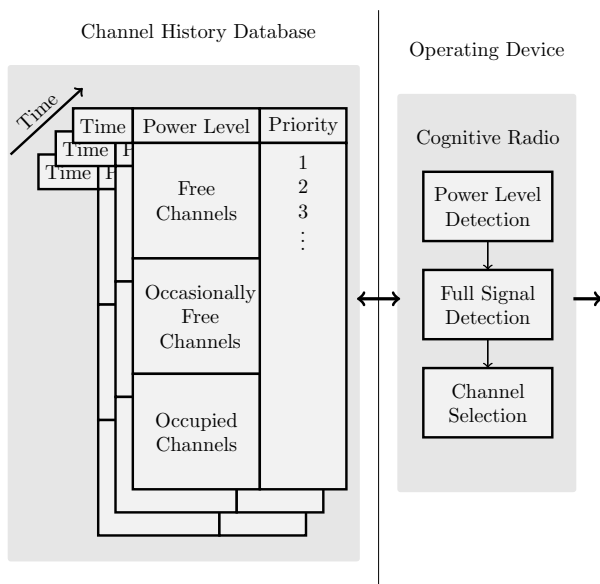 Channel History Database
Time
Time
Power Level
Priority
Time
P
Time
P
Free
Channels
1
2
3
⋮
Occasionally
Free
Channels
Occupied
Channels
Operating Device
Cognitive Radio
Power Level
Detection
Full Signal
Detection
Channel
Selection